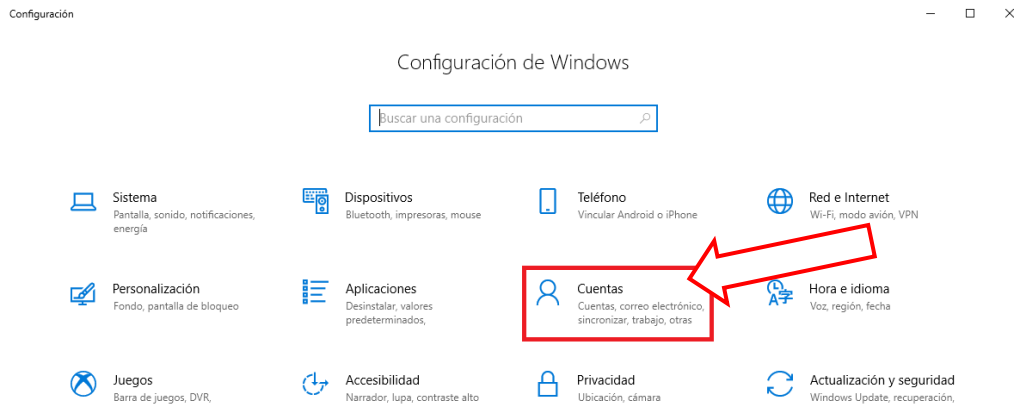 Configuración
Configuración de Windows
Buscar una configuración
Sistema
Pantalla, sonido, notificaciones,
energía
Dispositivos
Bluetooth, impresoras, mouse
Teléfono
Vincular Android o iPhone
Red e Internet
Wi-Fi, modo avión, VPN
Personalización
Fondo, pantalla de bloqueo
Aplicaciones
Desinstalar, valores
predeterminados,
Cuentas
Cuentas, correo electrónico,
sincronizar, trabajo, otras
Hora e idioma
Voz, región, fecha
Juegos
Barra de juegos, DVR,
Accesibilidad
Narrador, lupa, contraste alto
Privacidad
Ubicación, cámara
Actualización y seguridad
Windows Update, recuperación,